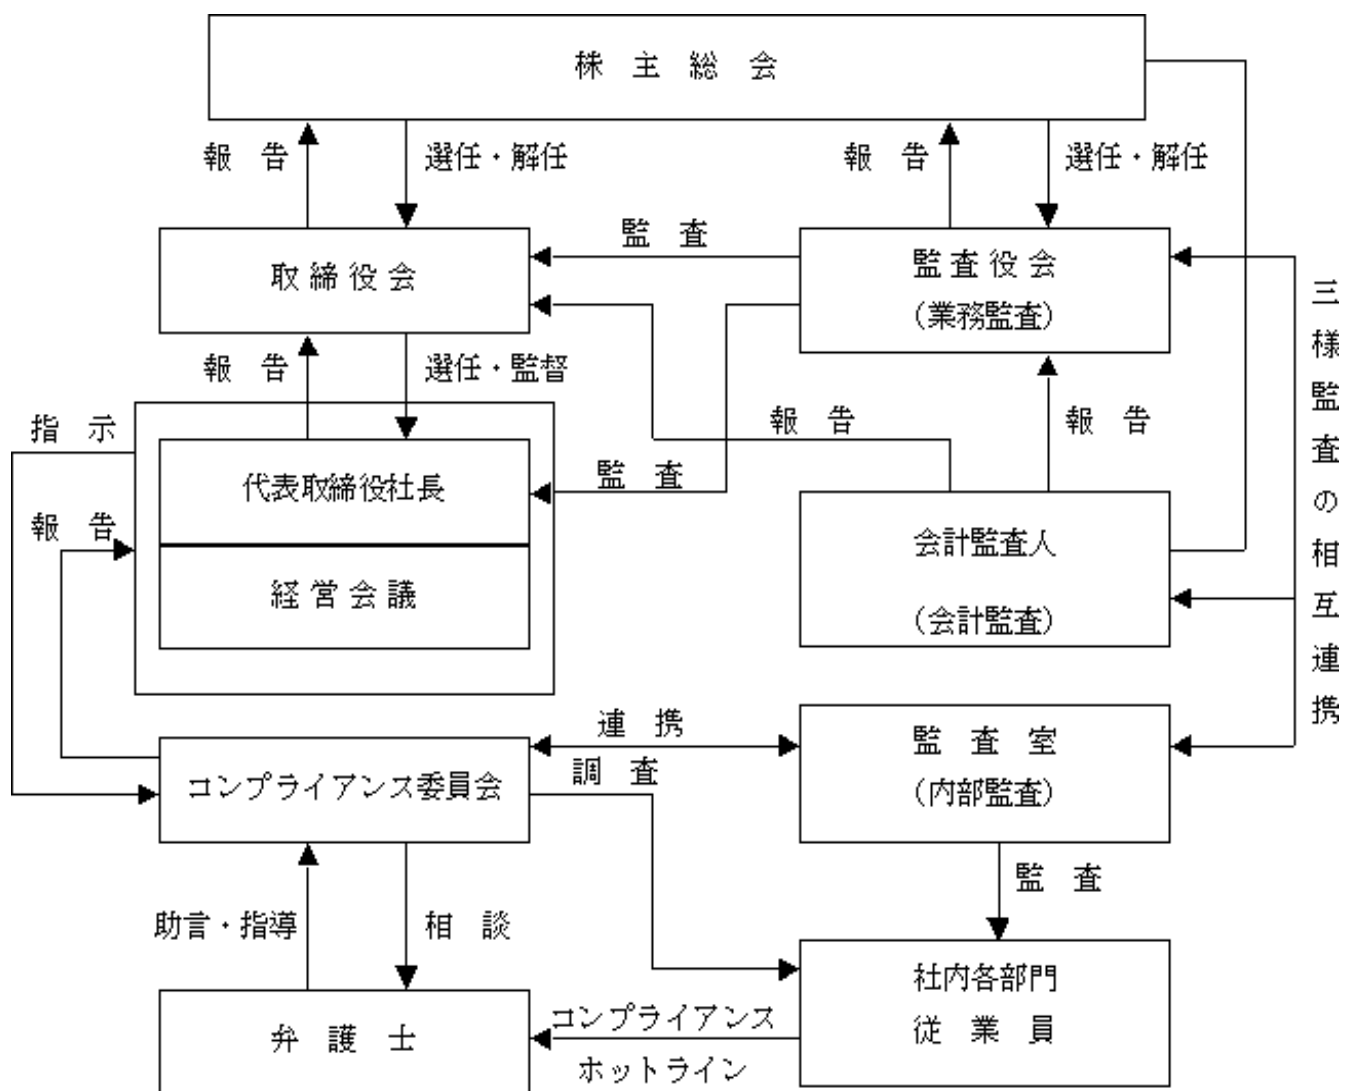 株 主 総 会
報 告
選任・解任
報 告
選任・解任
取締役会
監 査
監査役会
(業務監査)
報 告
選任・監督
報 告
報 告
三様監査の相互連携
指 示
報 告
代表取締役社長
経営会議
監 査
会計監査人
(会計監査)
連 携
調 査
コンプライアンス委員会
監 査 室
(内部監査)
助言・指導
相 談
監 査
弁 護 士
コンプライアンス
ホットライン
社内各部門
従 業 員